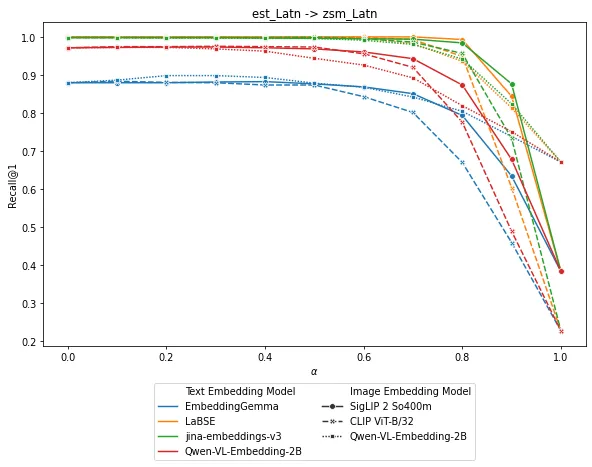 est_Latn -> zsm_Latn
Recall@1
1.0
0.9
0.8
0.7
0.6
0.5
0.4
0.3
0.2
0.0 0.2 0.4 0.6 0.8 1.0
α
Text Embedding Model Image Embedding Model
EmbeddingGemma SigLIP 2 So400m
LaBSE CLIP ViT-B/32
jina-embeddings-v3 Qwen-VL-Embedding-2B
Qwen-VL-Embedding-2B